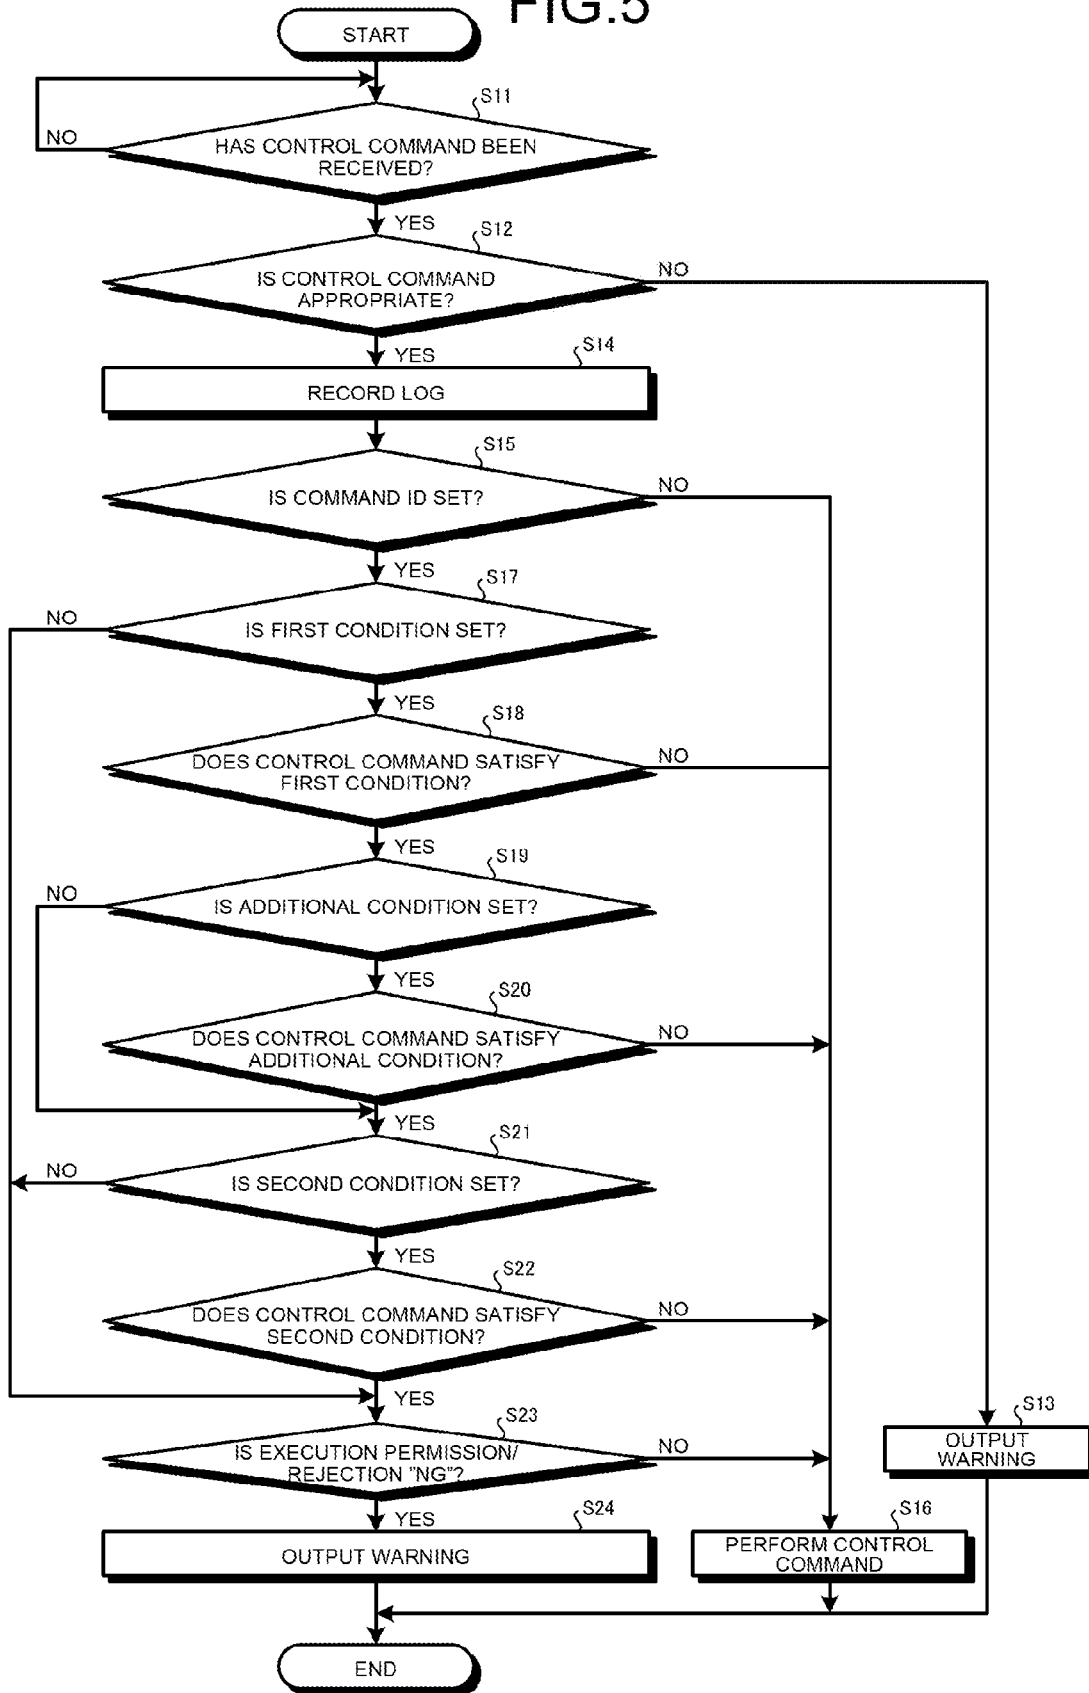 FIG.5
START
S11
NO
HAS CONTROL COMMAND BEEN
RECEIVED?
YES
S12
NO
IS CONTROL COMMAND
APPROPRIATE?
YES
S14
RECORD LOG
S15
NO
IS COMMAND ID SET?
YES
S17
NO
IS FIRST CONDITION SET?
YES
S18
NO
DOES CONTROL COMMAND SATISFY
FIRST CONDITION?
YES
S19
NO
IS ADDITIONAL CONDITION SET?
YES
S20
NO
DOES CONTROL COMMAND SATISFY
ADDITIONAL CONDITION?
YES
S21
NO
IS SECOND CONDITION SET?
YES
S22
NO
DOES CONTROL COMMAND SATISFY
SECOND CONDITION?
YES
S23
NO
IS EXECUTION PERMISSION/
REJECTION "NG"?
S13
OUTPUT
WARNING
YES
S24
OUTPUT WARNING
S16
PERFORM CONTROL
COMMAND
END